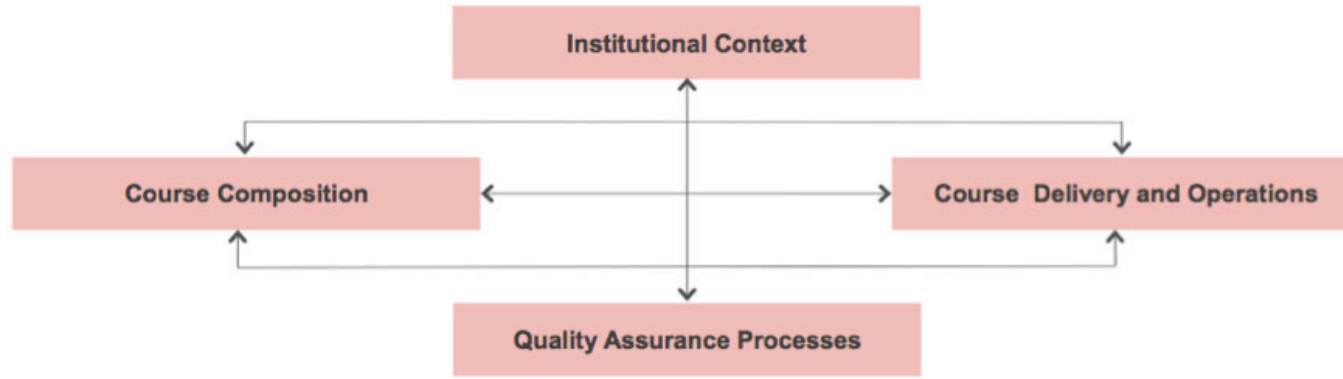 Institutional Context
Course Composition
Course Delivery and Operations
Quality Assurance Processes